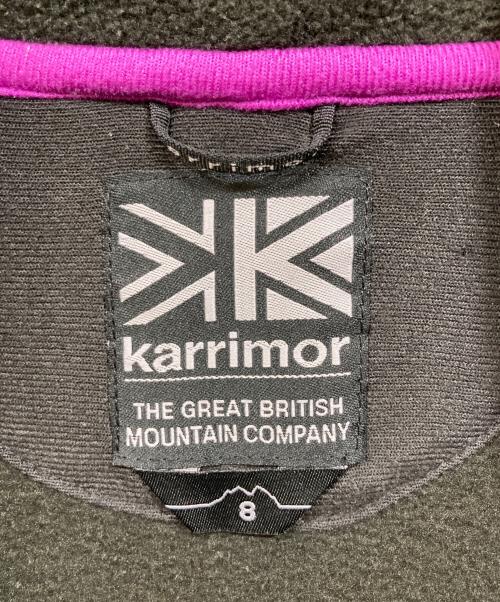 karrimor
THE GREAT BRITISH
MOUNTAIN COMPANY
8